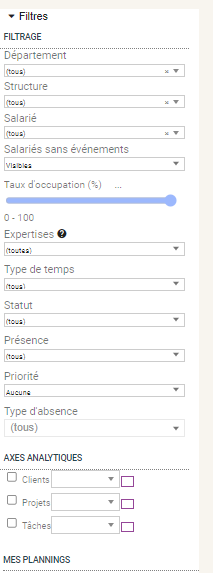 Filtres
FILTRAGE
Département
(tous)
Structure
(tous)
Salarié
(tous)
Salariés sans événements
Visibles
Taux d'occupation (%) ...
0 - 100
Expertises
(toutes)
Type de temps
(tous)
Statut
(tous)
Présence
(tous)
Priorité
Aucune
Type d'absence
(tous)
AXES ANALYTIQUES
Clients
Projets
Tâches
MES PLANNINGS